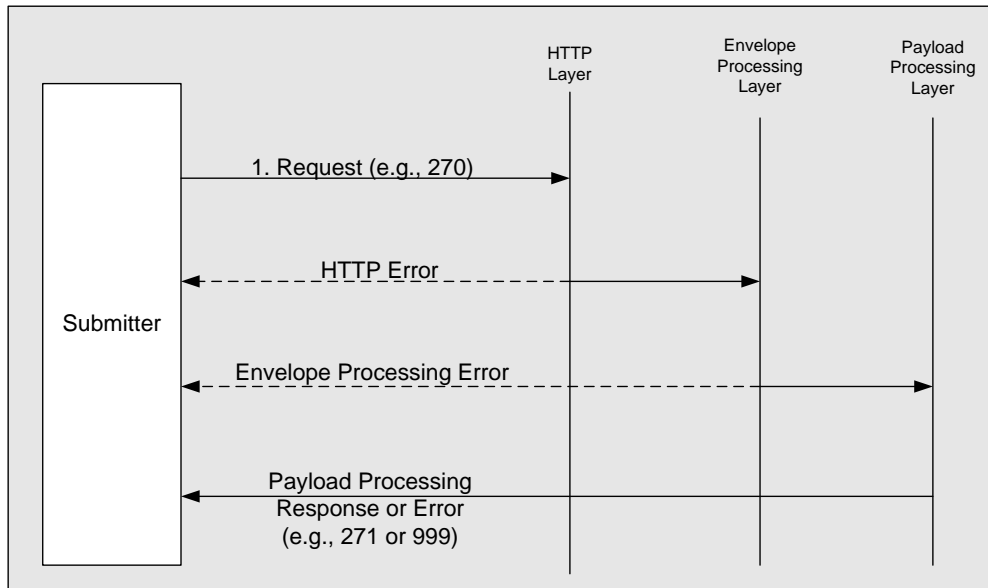 HTTP
Layer
Envelope
Processing
Layer
Payload
Processing
Layer
1. Request (e.g., 270)
HTTP Error
Submitter
Envelope Processing Error
Payload Processing
Response or Error
(e.g., 271 or 999)